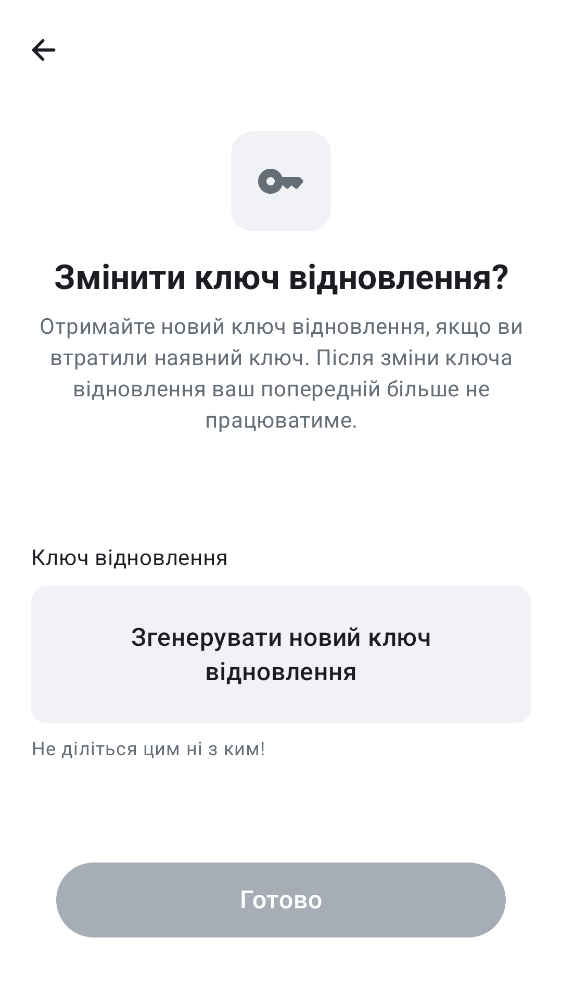 Змінити ключ відновлення?
Отримайте новий ключ відновлення, якщо ви
втратили наявний ключ. Після зміни ключа
відновлення ваш попередній більше не
працюватиме.
Ключ відновлення
Згенерувати новий ключ
відновлення
Не діліться цим ні з ким!
Готово